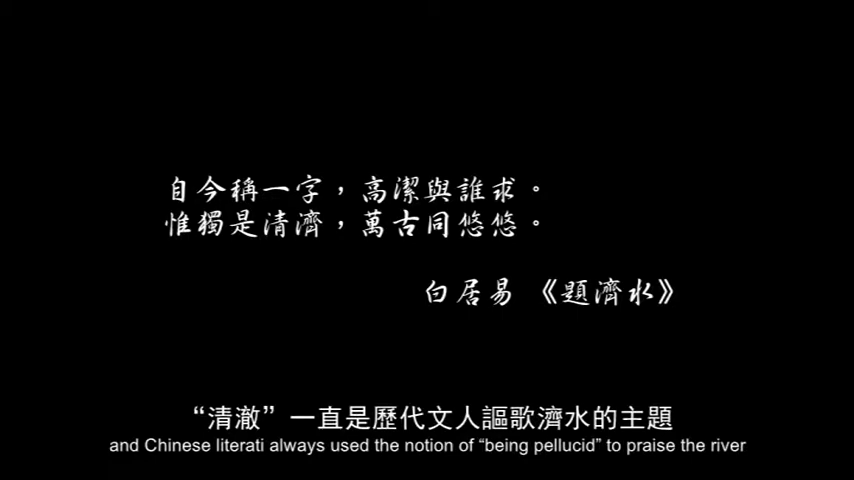 自今稱一字，高潔與誰求。
惟獨是清濟，萬古同悠悠。
白居易 《題濟水》
“清澈”一直是歷代文人謳歌濟水的主題
and Chinese literati always used the notion of “being pellucid” to praise the river